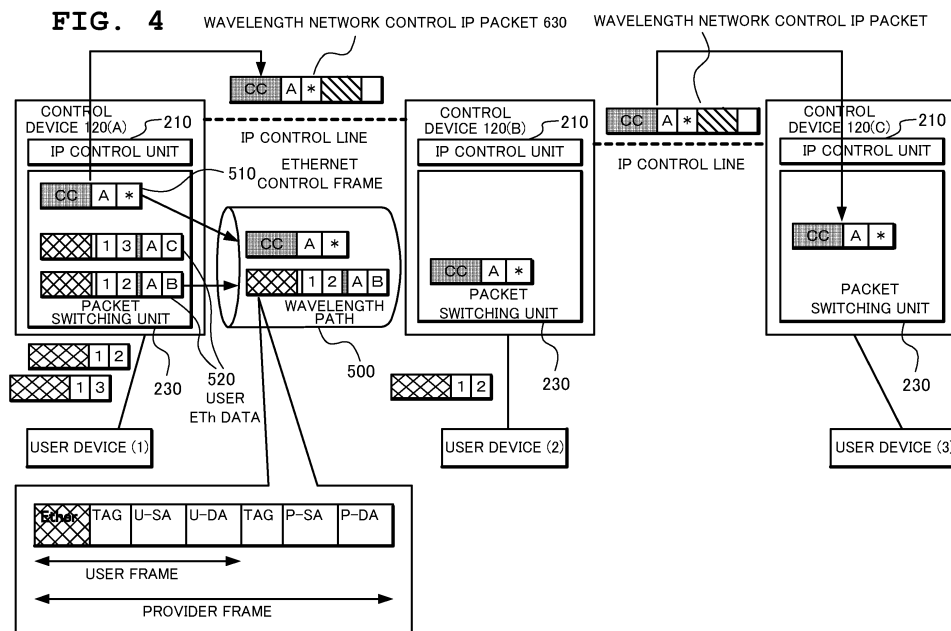 FIG. 4
WAVELENGTH NETWORK CONTROL IP PACKET 630
WAVELENGTH NETWORK CONTROL IP PACKET
CC A *
CC A *
CONTROL
DEVICE 120(A)
210
IP CONTROL UNIT
IP CONTROL LINE
CONTROL
DEVICE 120(B)
210
IP CONTROL UNIT
IP CONTROL LINE
CONTROL
DEVICE 120(C)
210
IP CONTROL UNIT
ETHERNET
CONTROL FRAME
CC A *
510
1 3 A C
1 2 A B
PACKET
SWITCHING UNIT
CC A *
1 2 A B
WAVELENGTH
PATH
CC A *
PACKET
SWITCHING UNIT
CC A *
PACKET
SWITCHING UNIT
1 2
1 3
230
520
USER
ETh DATA
500
1 2
230
230
USER DEVICE (1)
USER DEVICE (2)
USER DEVICE (3)
Ether TAG U-SA U-DA TAG P-SA P-DA
USER FRAME
PROVIDER FRAME